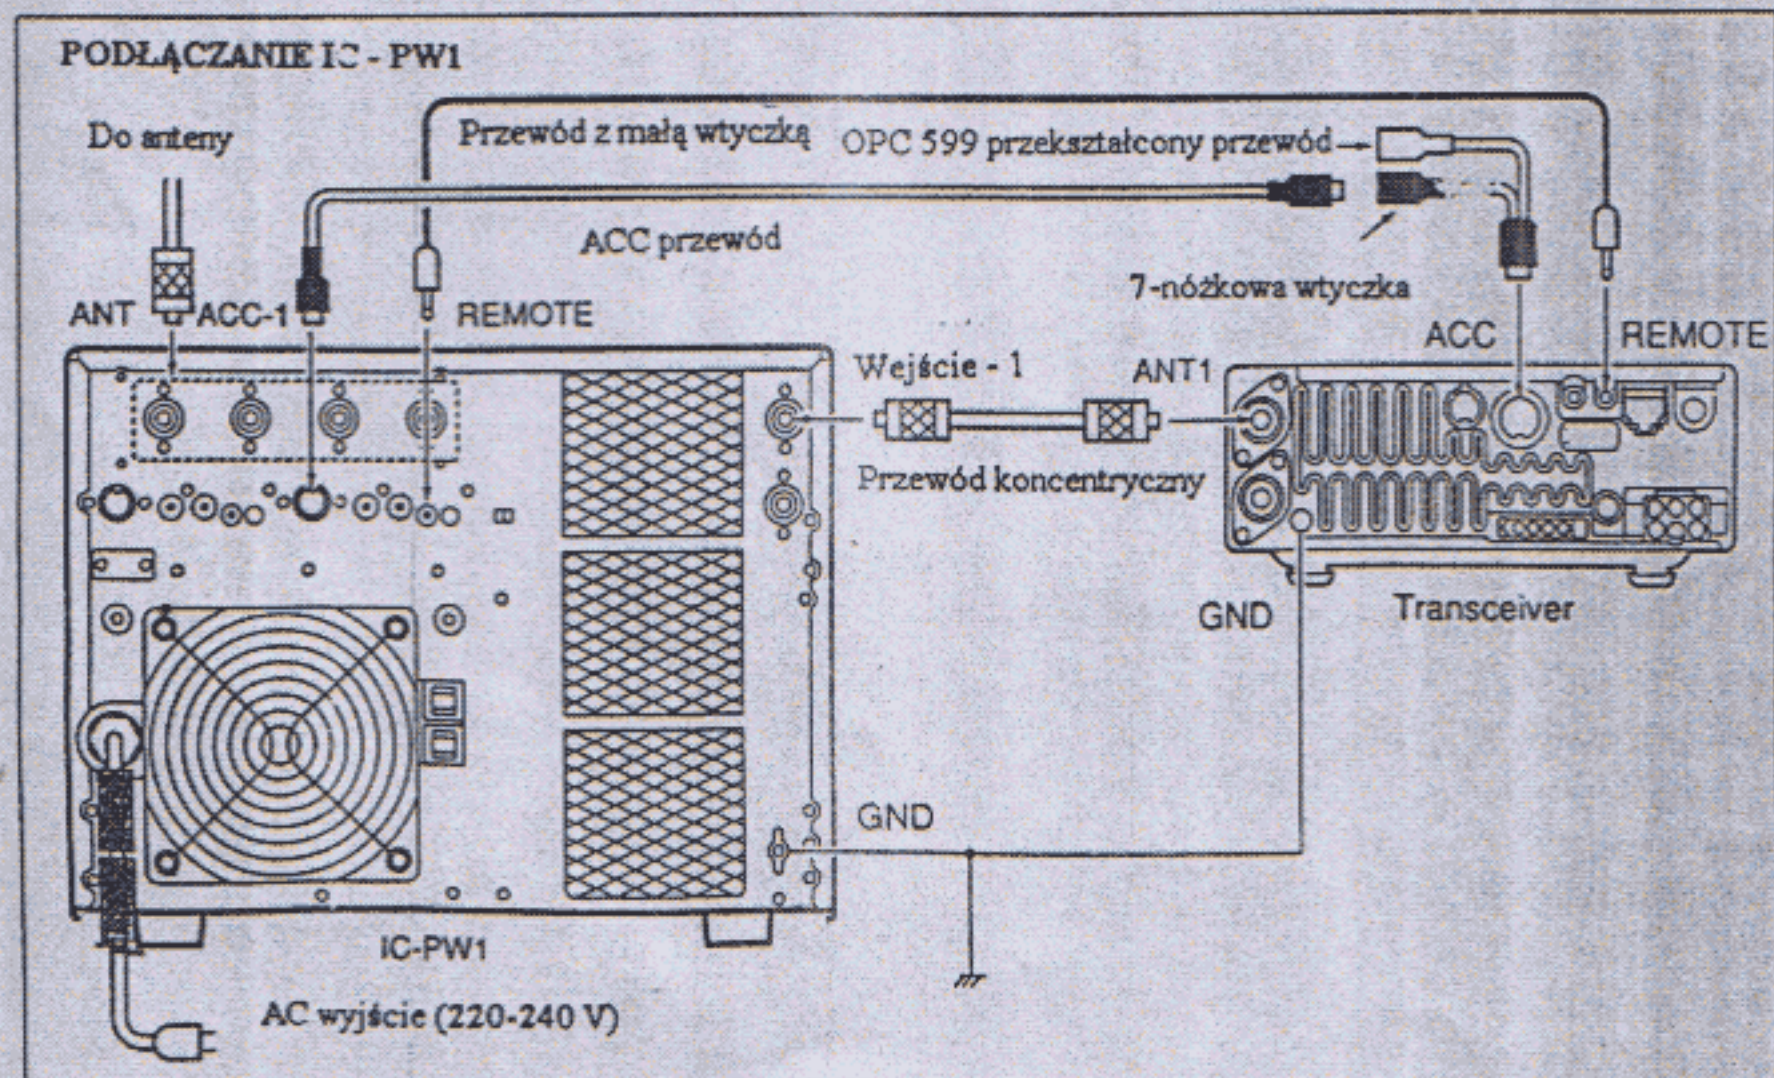 PODŁĄCZANIE IC - PW1
Do anteny
Przewód z małą wtyczką
OPC 599 przekształcony przewód
ACC przewód
7-nóżkowa wtyczka
ANT
ACC-1
REMOTE
ACC
REMOTE
Wejście - 1
ANT1
Przewód koncentryczny
GND
Transceiver
GND
IC-PW1
AC wyjście (220-240 V)